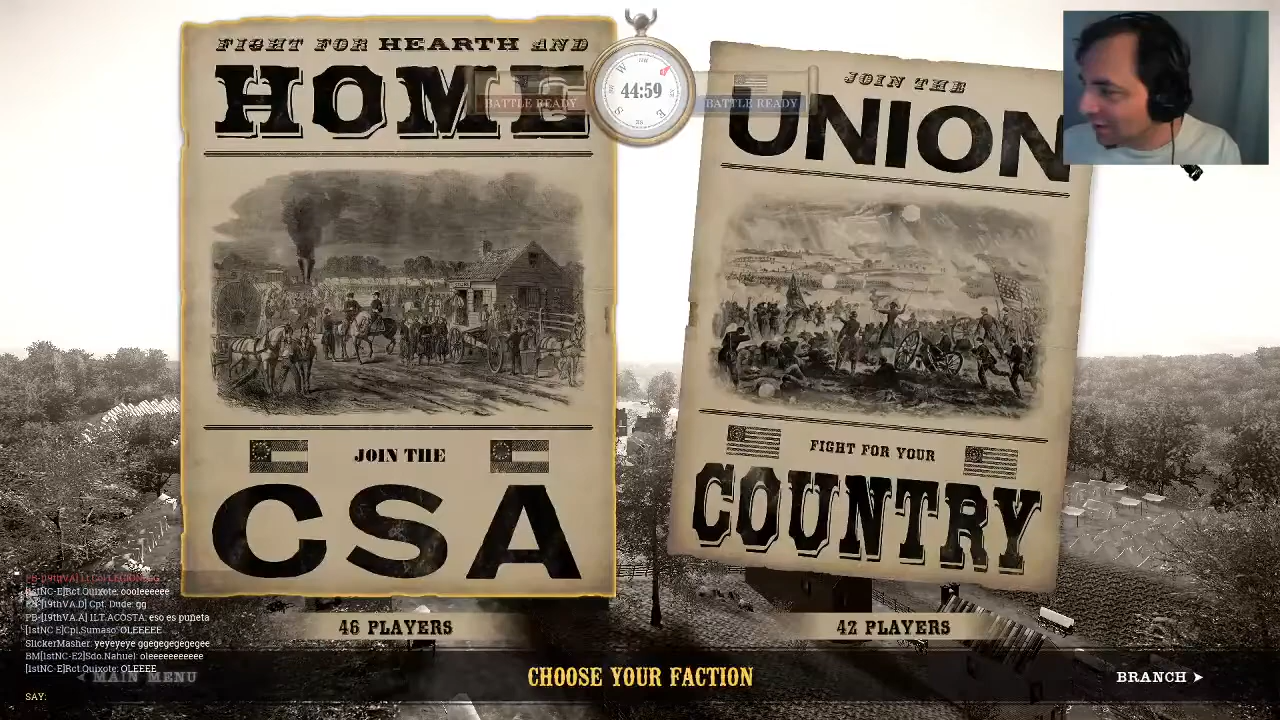 FIGHT FOR HEARTH AND
HOME
BATTLE READY
44:59
BATTLE READY
JOIN THE
UNION
JOIN THE
CSA
FIGHT FOR YOUR
COUNTRY
46 PLAYERS
42 PLAYERS
[1stNC-E]Rct.Quixote: oooleeeeee
PB-[19thVA.D] Cpt. Dude: gg
PB-[19thVA.A] 1LT.ACOSTA: eso es puñeta
[1stNC E]Cpl.Sumaso: OLEEEEE
SlickerMasher: yeyeyeye ggegegegegegee
BM[1stNC-E2]Sdo.Nahuel: oleeeeeeeeeee
[1stNC-E]Rct.Quixote: OLEEEE
MAIN MENU
CHOOSE YOUR FACTION
BRANCH
SAY: